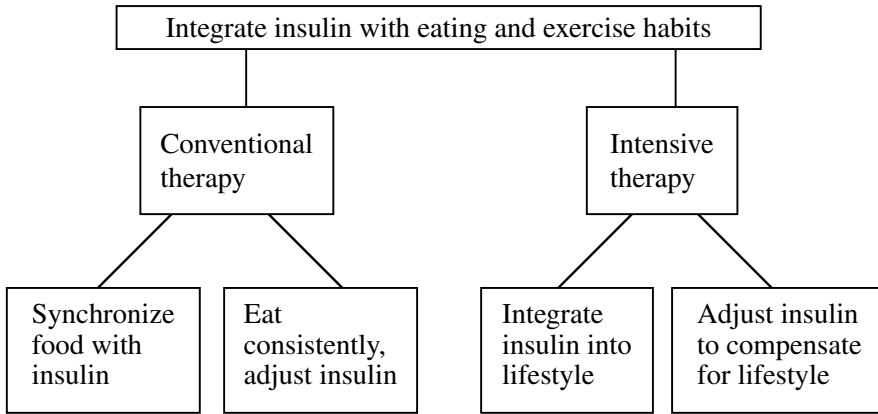 Integrate insulin with eating and exercise habits
Conventional
therapy
Intensive
therapy
Synchronize
food with
insulin
Eat
consistently,
adjust insulin
Integrate
insulin into
lifestyle
Adjust insulin
to compensate
for lifestyle